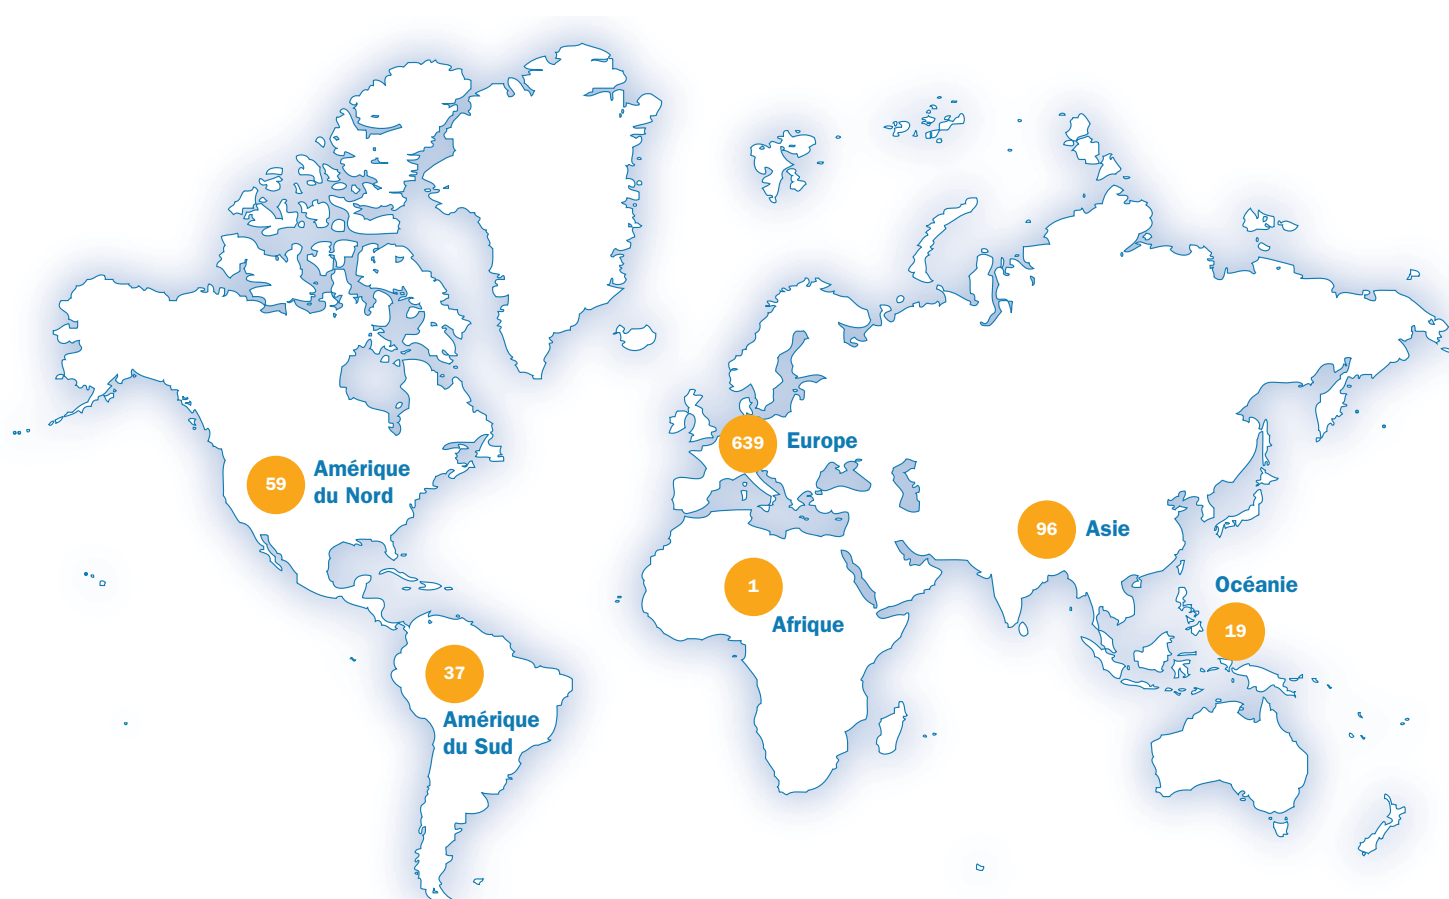 639
Europe
59
Amérique
du Nord
96
Asie
1
Afrique
Océanie
19
37
Amérique
du Sud